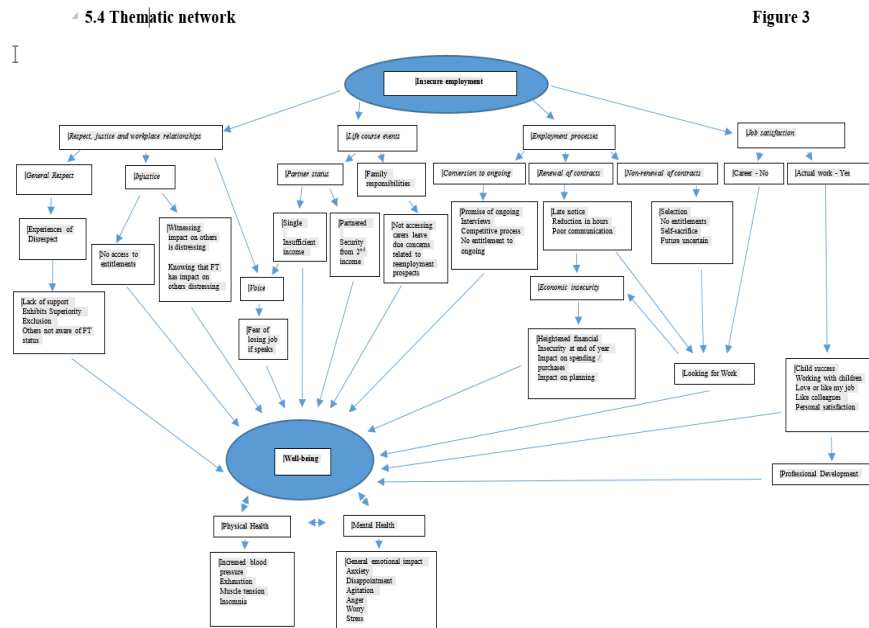 5.4 Thematic network
Figure 3
Insecure employment
Respect, justice and workplace relationships
Life course events
Employment processes
Job satisfaction
General Respect
Injustice
Partner status
Family
responsibilities
Conversion to ongoing
Renewal of contracts
Non-renewal of contracts
Career - No
Actual work - Yes
Experiences of
Disrespect
No access to
entitlements
Witnessing
impact on others
is distressing
Knowing that FT
has impact on
others distressing
Single
Insufficient
income
Partnered
Security
from 2nd
income
Not accessing
carers leave
due concerns
related to
reemployment
prospects
Promise of ongoing
Interviews
Competitive process
No entitlement to
ongoing
Late notice
Reduction in hours
Poor communication
Selection
No entitlements
Self-sacrifice
Future uncertain
Voice
Economic insecurity
Lack of support
Exhibits Superiority
Exclusion
Others not aware of FT
status
Fear of
losing job
if speaks
Heightened financial
Insecurity at end of year
Impact on spending /
purchases
Impact on planning
Looking for Work
Child success
Working with children
Love or like my job
Like colleagues
Personal satisfaction
Well-being
Professional Development
Physical Health
Mental Health
Increased blood
pressure
Exhaustion
Muscle tension
Insomnia
General emotional impact
Anxiety
Disappointment
Agitation
Anger
Worry
Stress